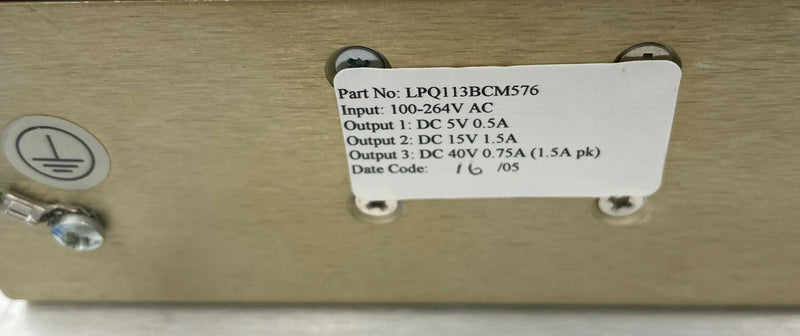 Part No: LPQ113BCM576
Input: 100-264V AC
Output 1: DC 5V 0.5A
Output 2: DC 15V 1.5A
Output 3: DC 40V 0.75A (1.5A pk)
Date Code: 16 /05